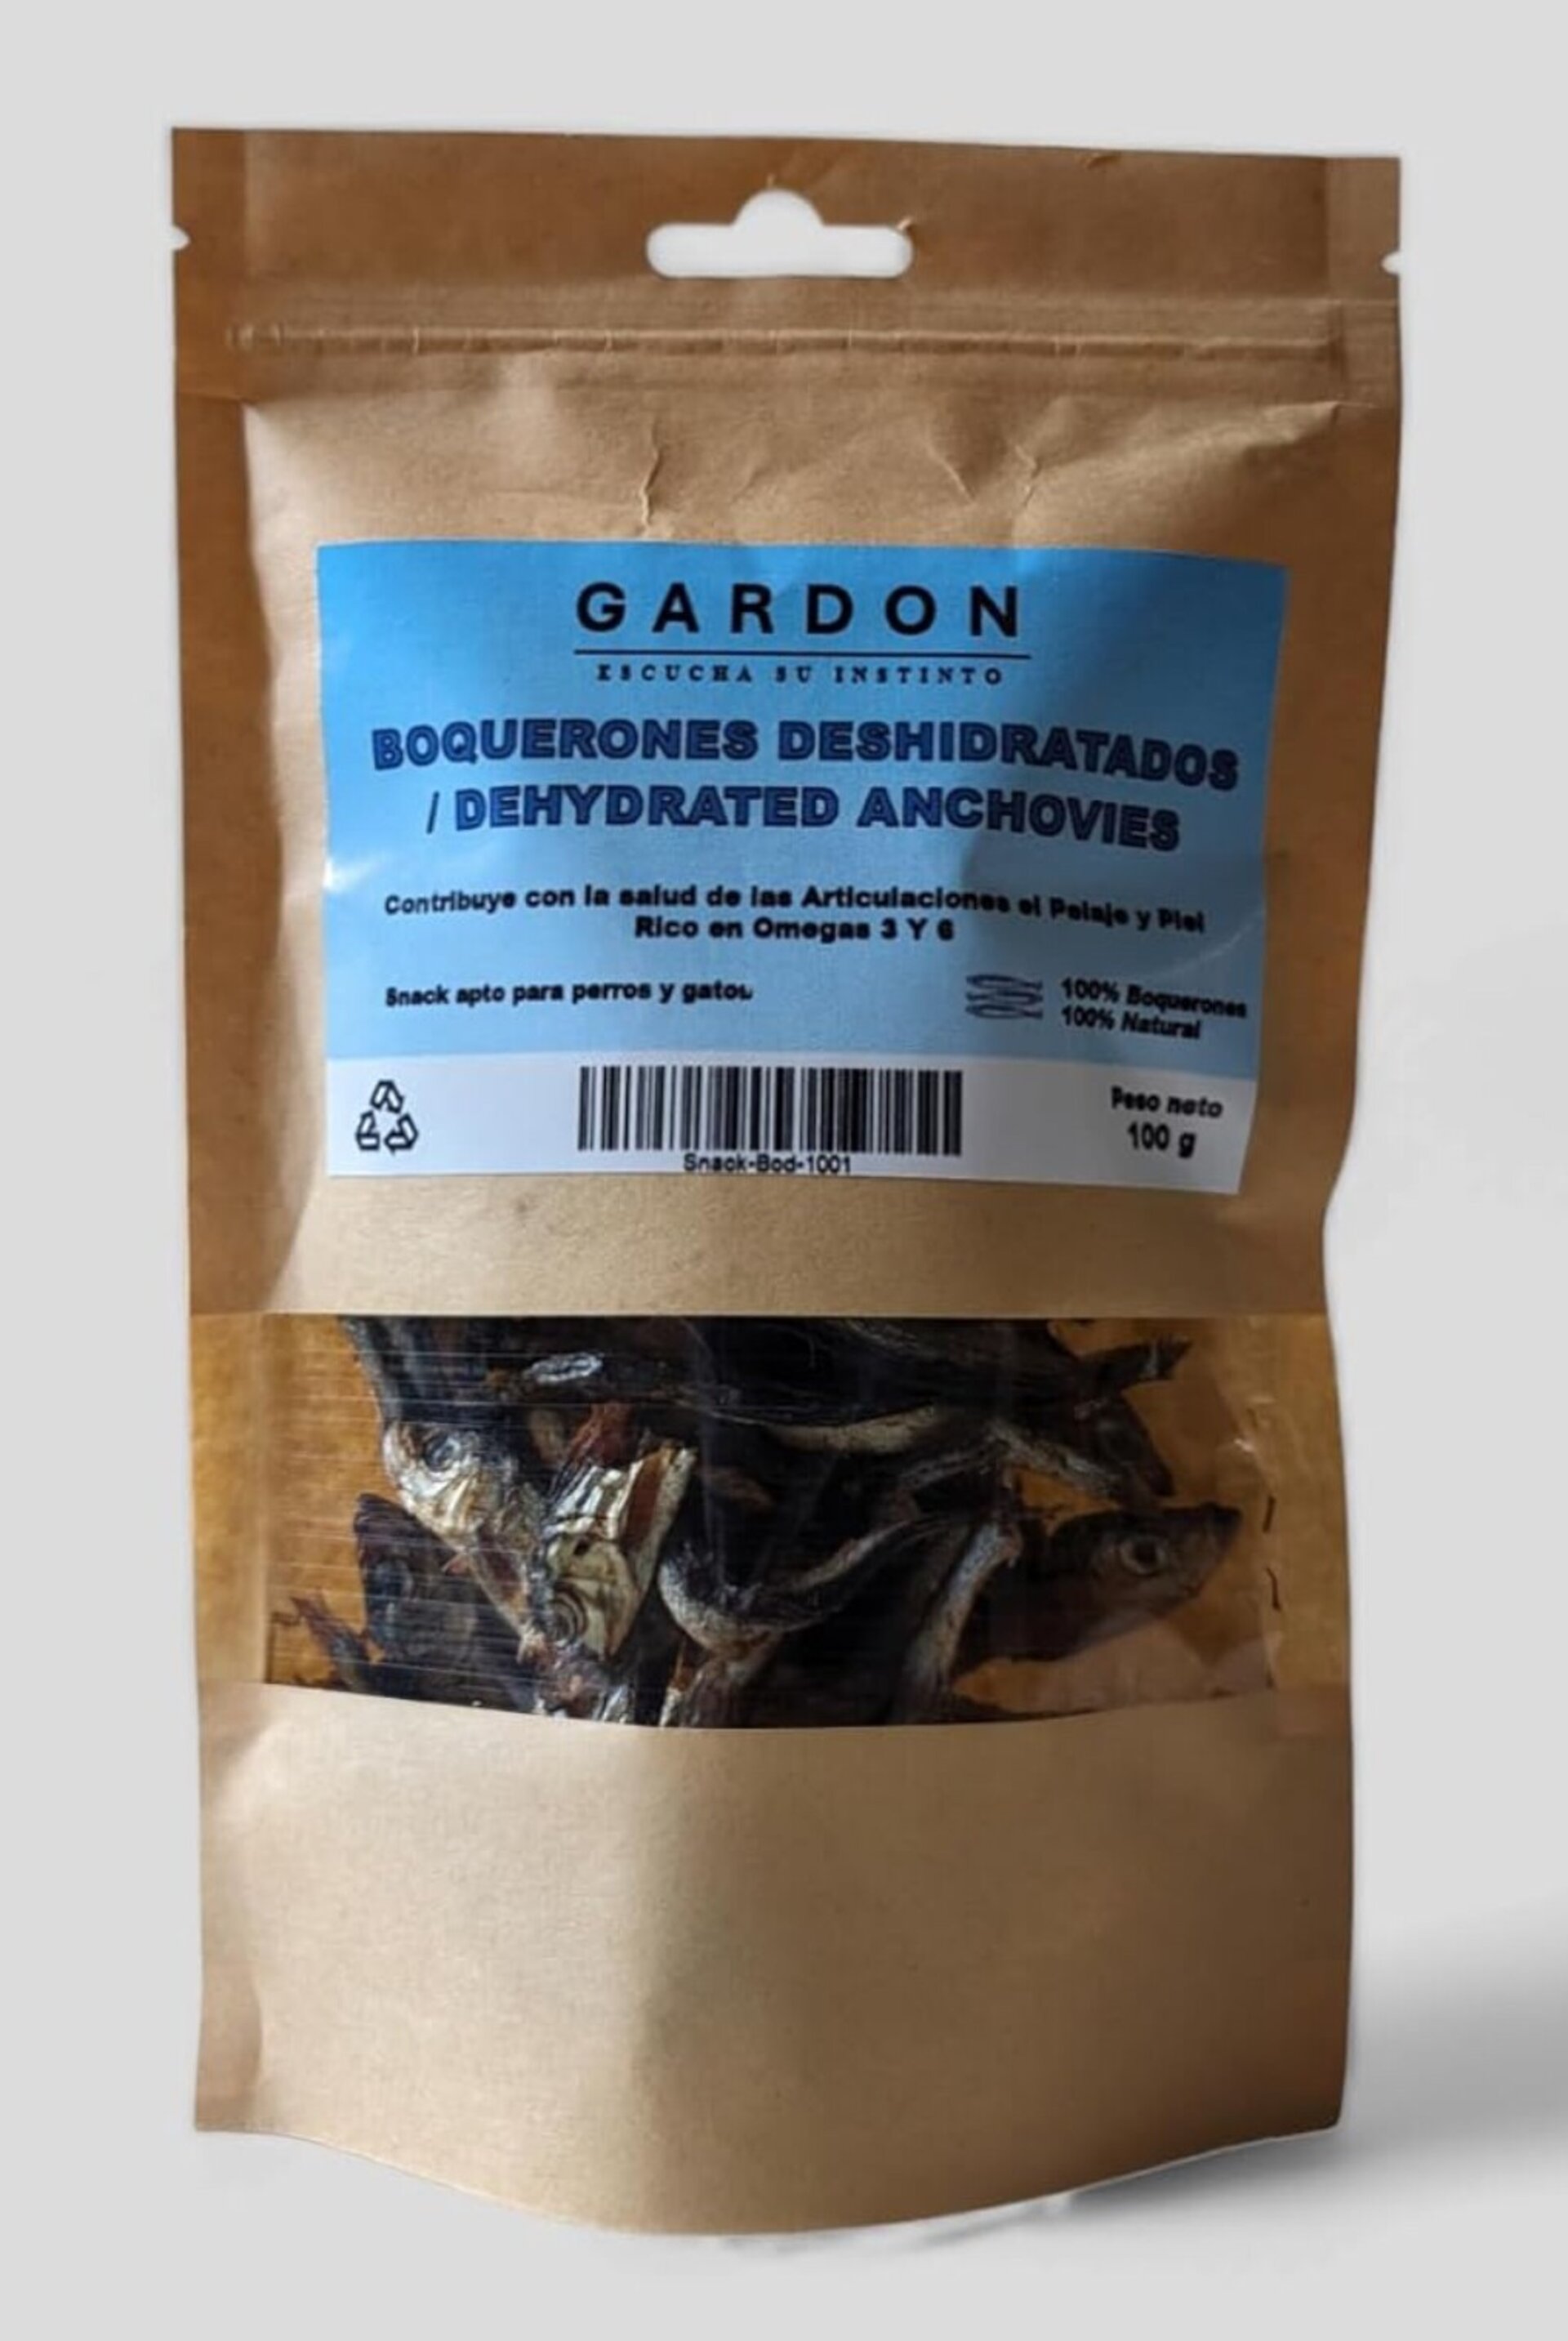 GARDON
ESCUCHA SU INSTINTO
BOQUERONES DESHIDRATADOS
/ DEHYDRATED ANCHOVIES
Contribuye con la salud de las Articulaciones el Pelaje y Piel
Rico en Omegas 3 Y 6
Snack apto para perros y gatos
100% Boquerones
100% Natural
Peso neto
100 g
Snack-Bod-1001